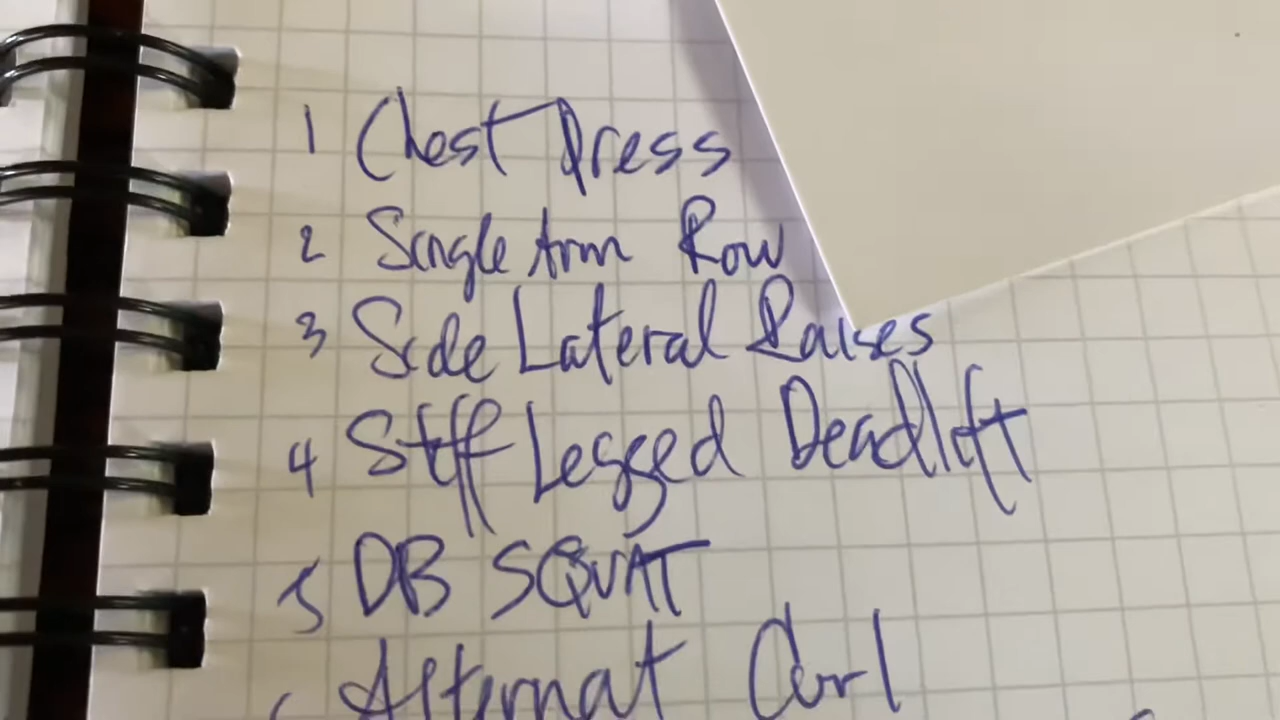 1 Chest Press
2 Single Arm Row
3 Side Lateral Raises
4 Stiff Legged Deadlift
5 DB SQUAT
Alternat Curl